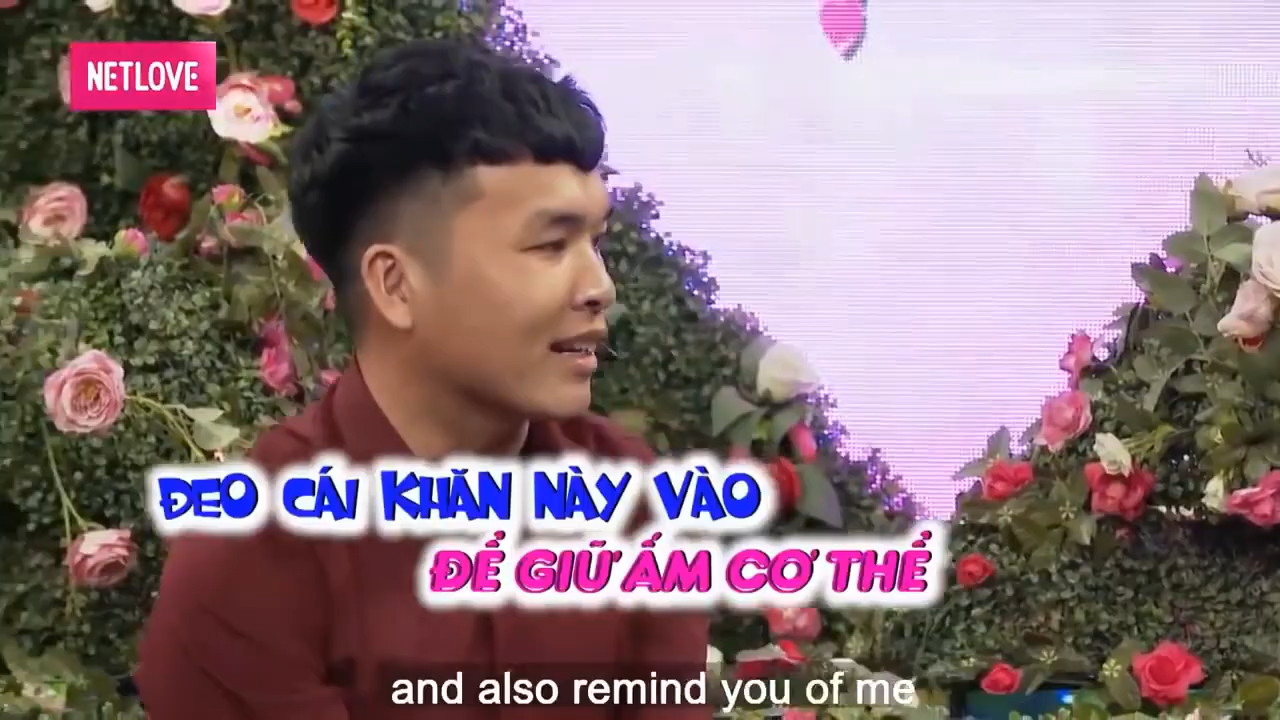 NETLOVE
ĐEO CÁI KHĂN NÀY VÀO
ĐỂ GIỮ ẤM CƠ THỂ
and also remind you of me